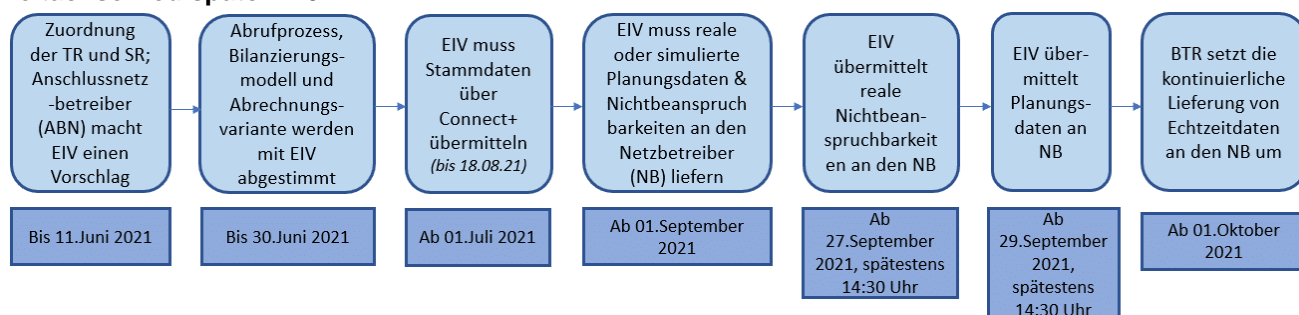 Zuordnung
der TR und SR;
Anschlussnetz
-betreiber
(ABN) macht
EIV einen
Vorschlag
Abrufprozess,
Bilanzierungs-
modell und
Abrechnungs-
variante werden
mit EIV
abgestimmt
EIV muss
Stammdaten
über
Connect+
übermitteln
(bis 18.08.21)
EIV muss reale
oder simulierte
Planungsdaten &
Nichtbeanspruch
barkeiten an den
Netzbetreiber
(NB) liefern
EIV
übermittelt
reale
Nichtbean-
spruchbarkeit
en an den NB
EIV über-
mittelt
Planungs-
daten an
NB
BTR setzt die
kontinuierliche
Lieferung von
Echtzeitdaten
an den NB um
Bis 11.Juni 2021
Bis 30.Juni 2021
Ab 01.Juli 2021
Ab 01.September
2021
Ab
27.September
2021, spätestens
14:30 Uhr
Ab
29.September
2021,
spätestens
14:30 Uhr
Ab 01.Oktober
2021